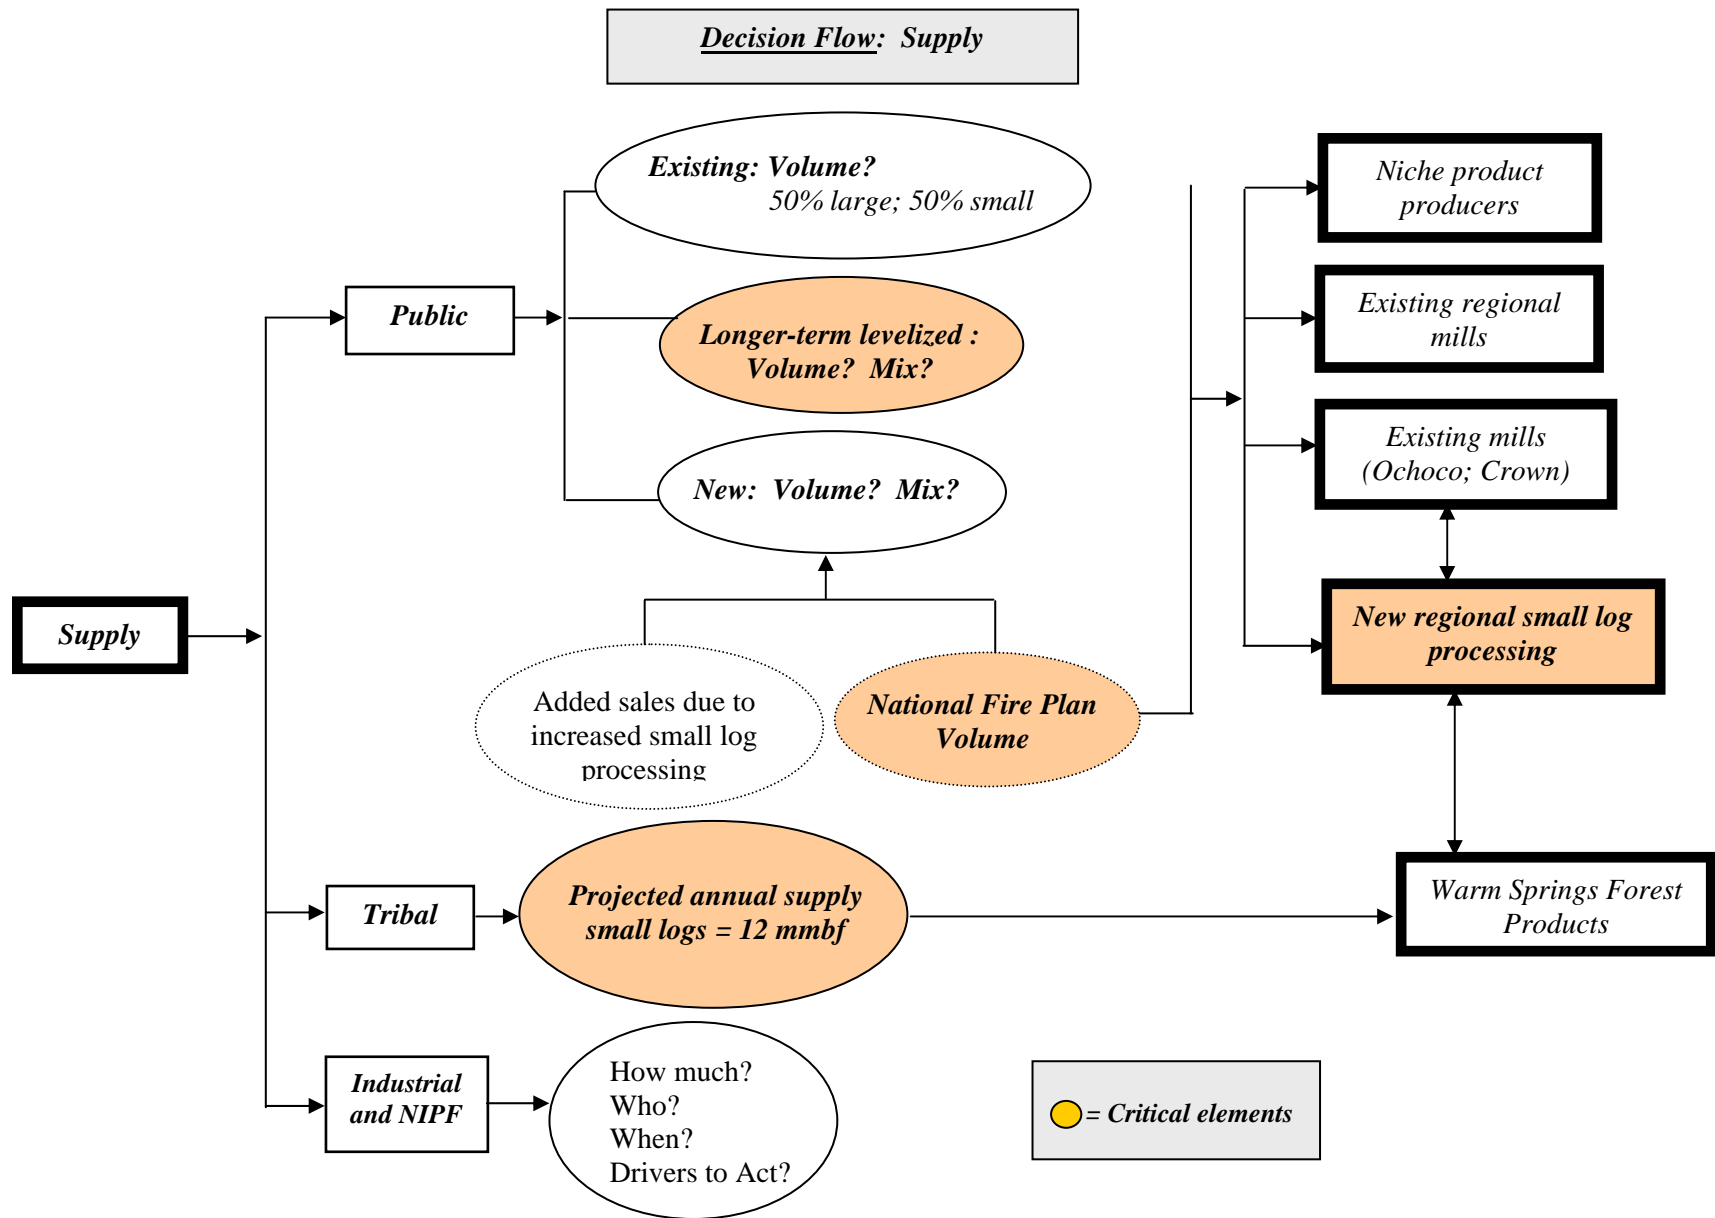 Decision Flow: Supply
Existing: Volume?
50% large; 50% small
Niche product
producers
Public
Longer-term levelized :
Volume? Mix?
Existing regional
mills
New: Volume? Mix?
Existing mills
(Ochoco; Crown)
Supply
New regional small log
processing
Added sales due to
increased small log
processing
National Fire Plan
Volume
Tribal
Projected annual supply
small logs = 12 mmbf
Warm Springs Forest
Products
Industrial
and NIPF
How much?
Who?
When?
Drivers to Act?
= Critical elements